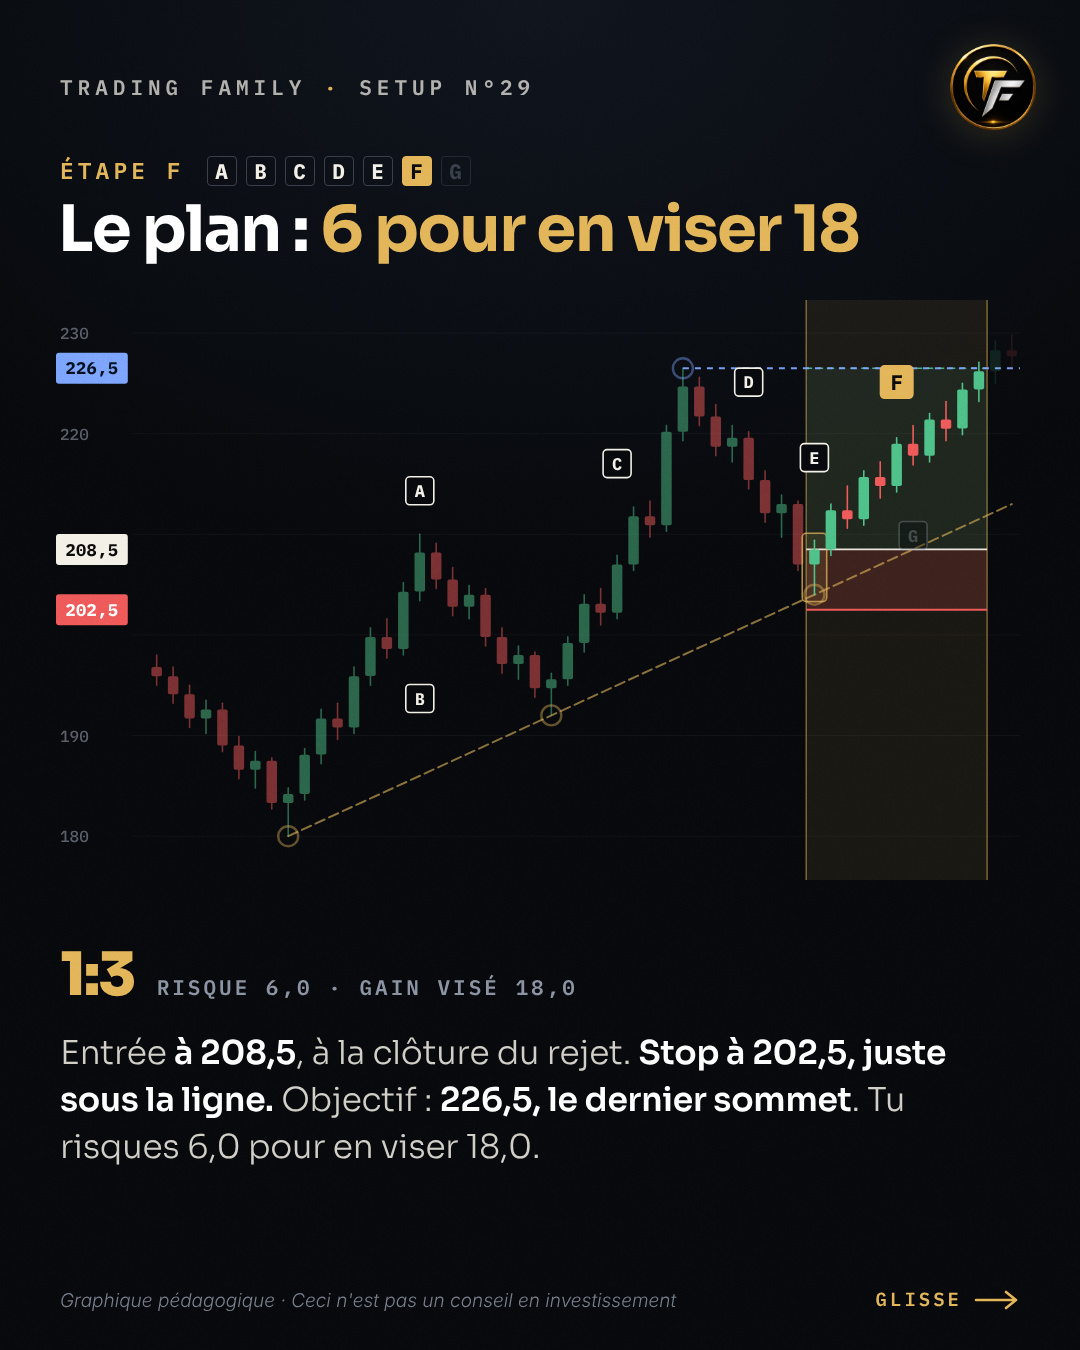 TRADING FAMILY · SETUP N°29
TF
ÉTAPE F A B C D E F G
Le plan : 6 pour en viser 18
230
226,5
D
F
220
E
C
A
G
208,5
202,5
B
190
180
1:3 RISQUE 6,0 · GAIN VISÉ 18,0
Entrée à 208,5, à la clôture du rejet. Stop à 202,5, juste
sous la ligne. Objectif : 226,5, le dernier sommet. Tu
risques 6,0 pour en viser 18,0.
Graphique pédagogique · Ceci n'est pas un conseil en investissement
GLISSE